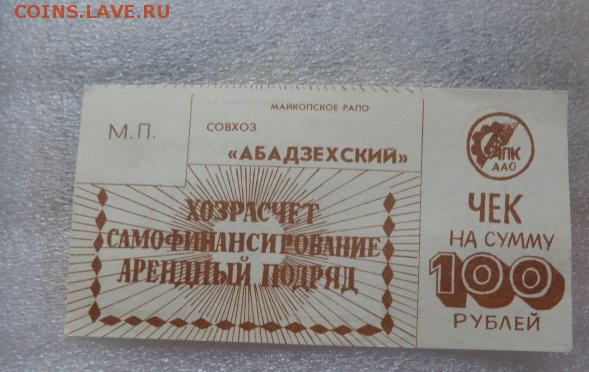 COINS.LAVE.RU
МАЙКОПСКОЕ РАПО
М.П.
СОВХОЗ
«АБАДЗЕХСКИЙ»
ХОЗРАСЧЕТ
САМОФИНАНСИРОВАНИЕ
АРЕНДНЫЙ ПОДРЯД
АПК
ААО
ЧЕК
НА СУММУ
100
РУБЛЕЙ